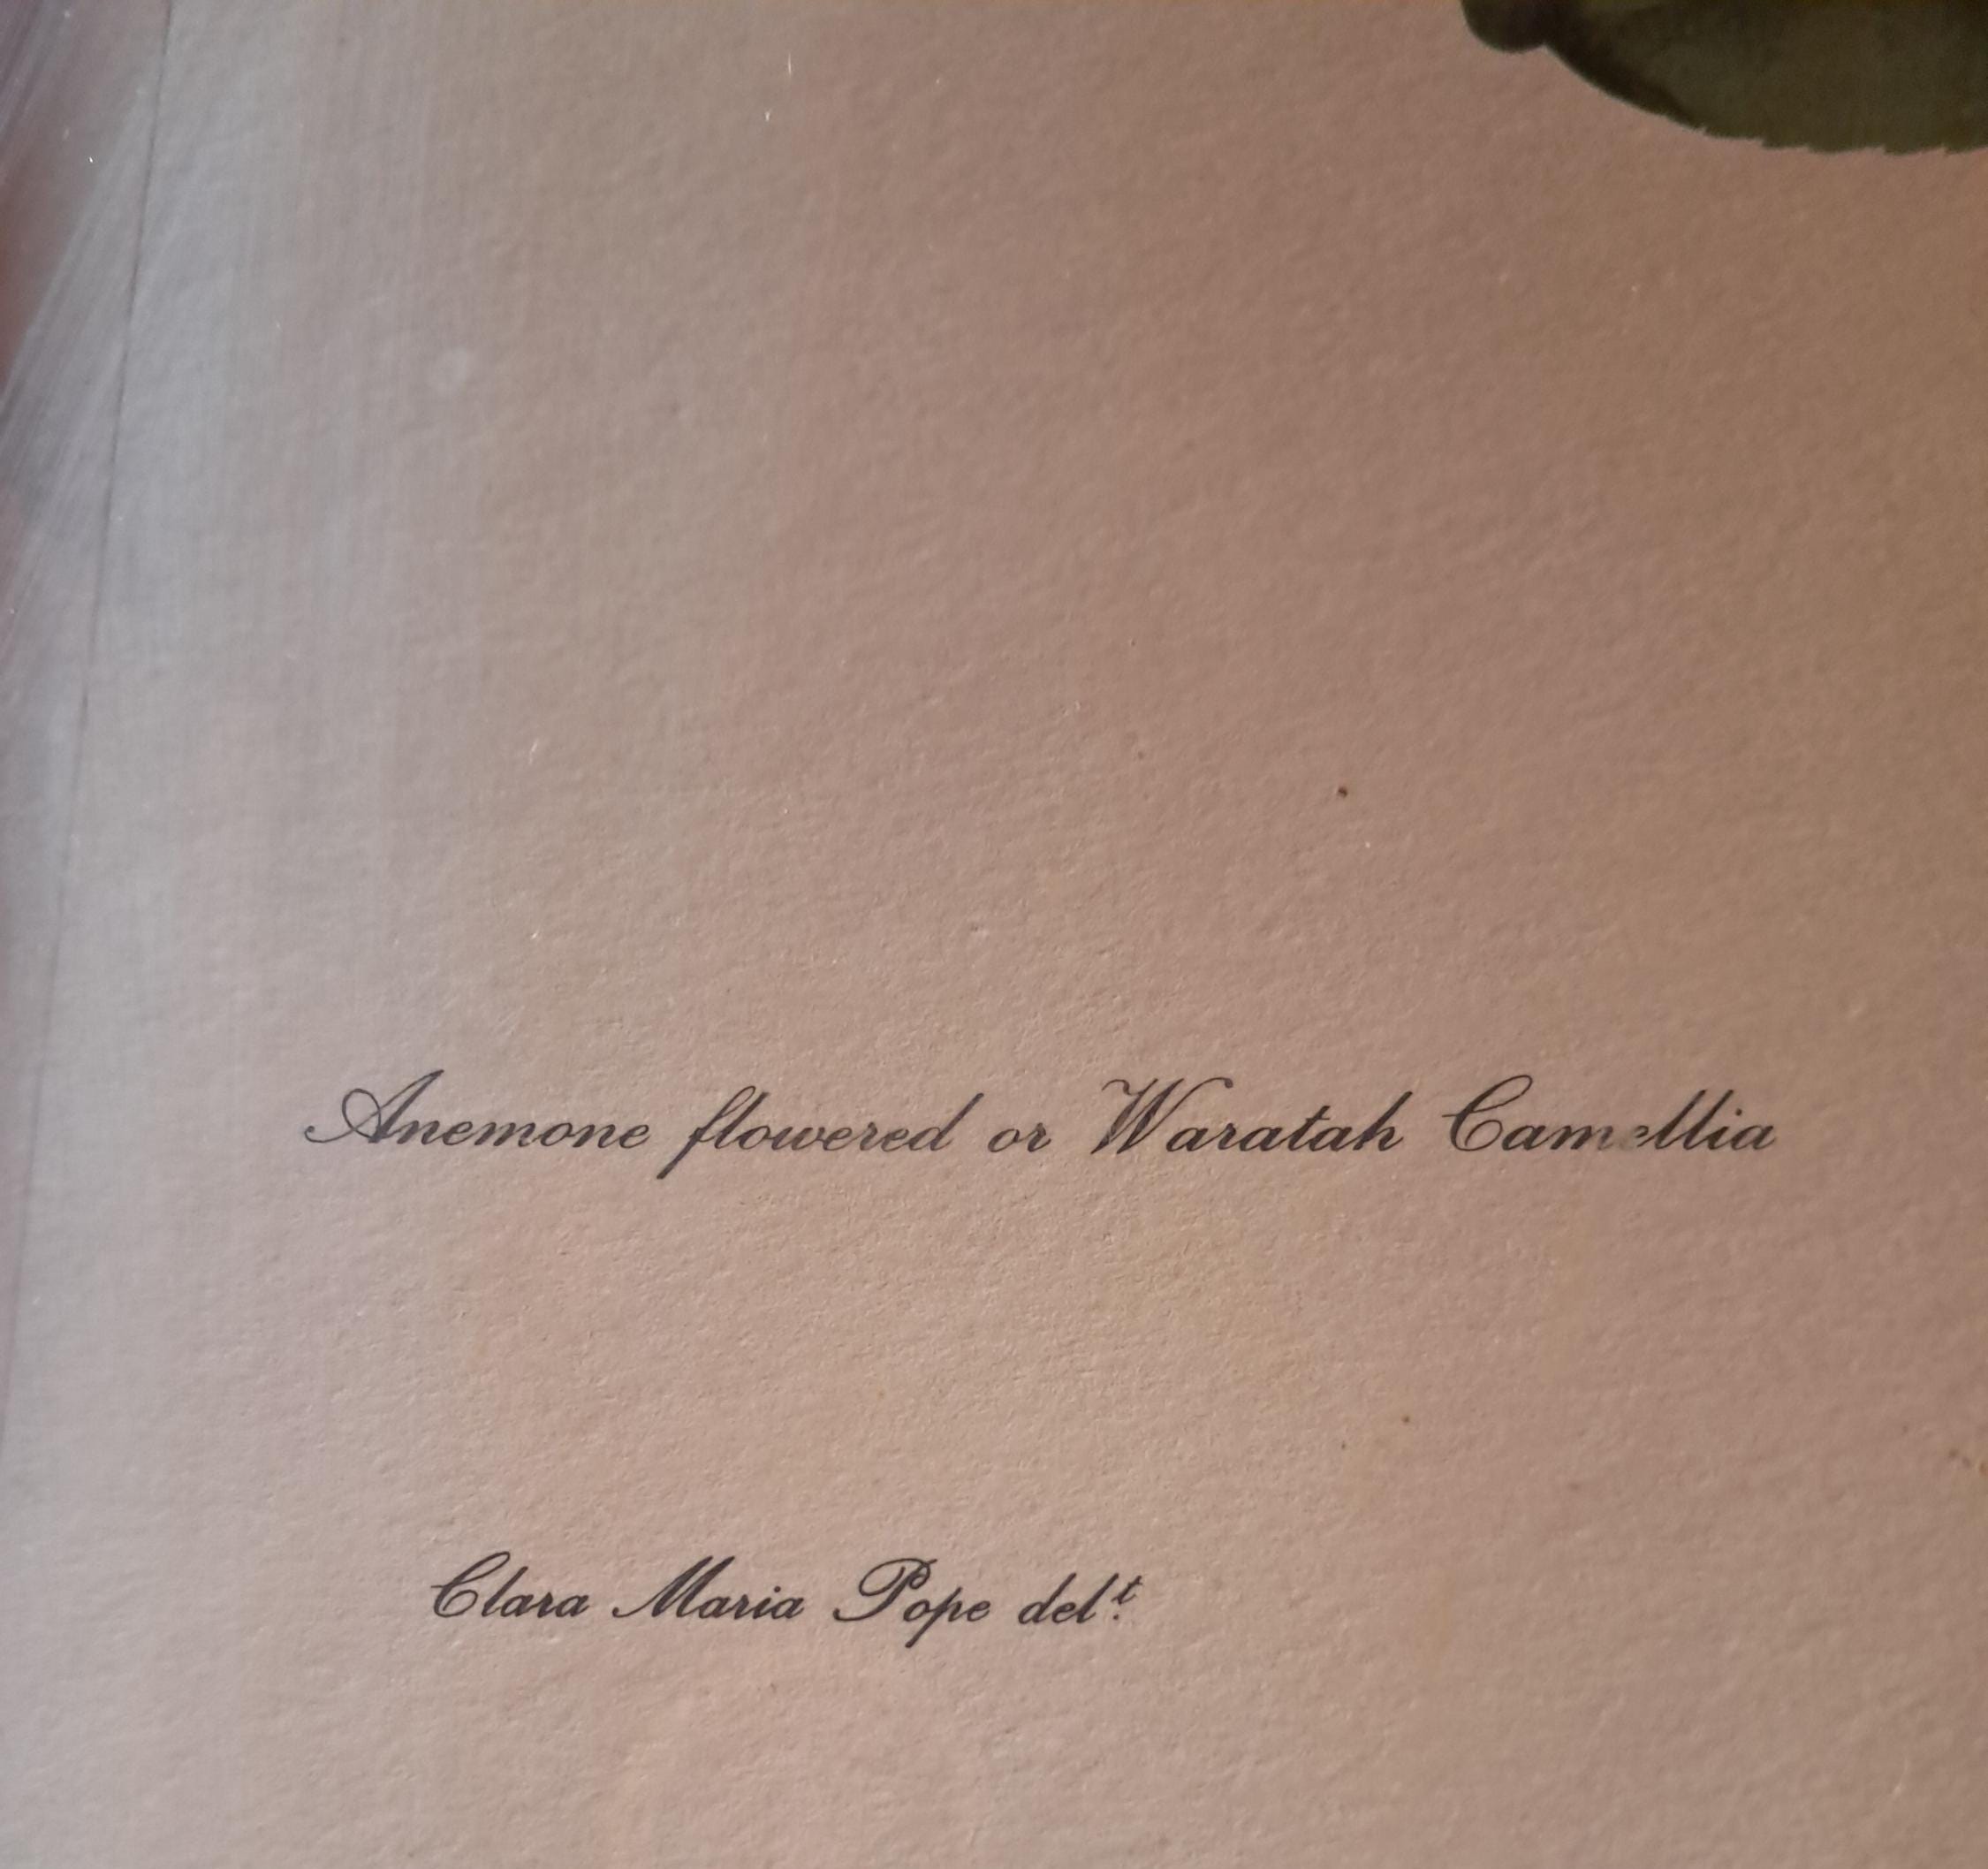 Anemone flowered or Waratah Camellia
Clara Maria Pope delt.